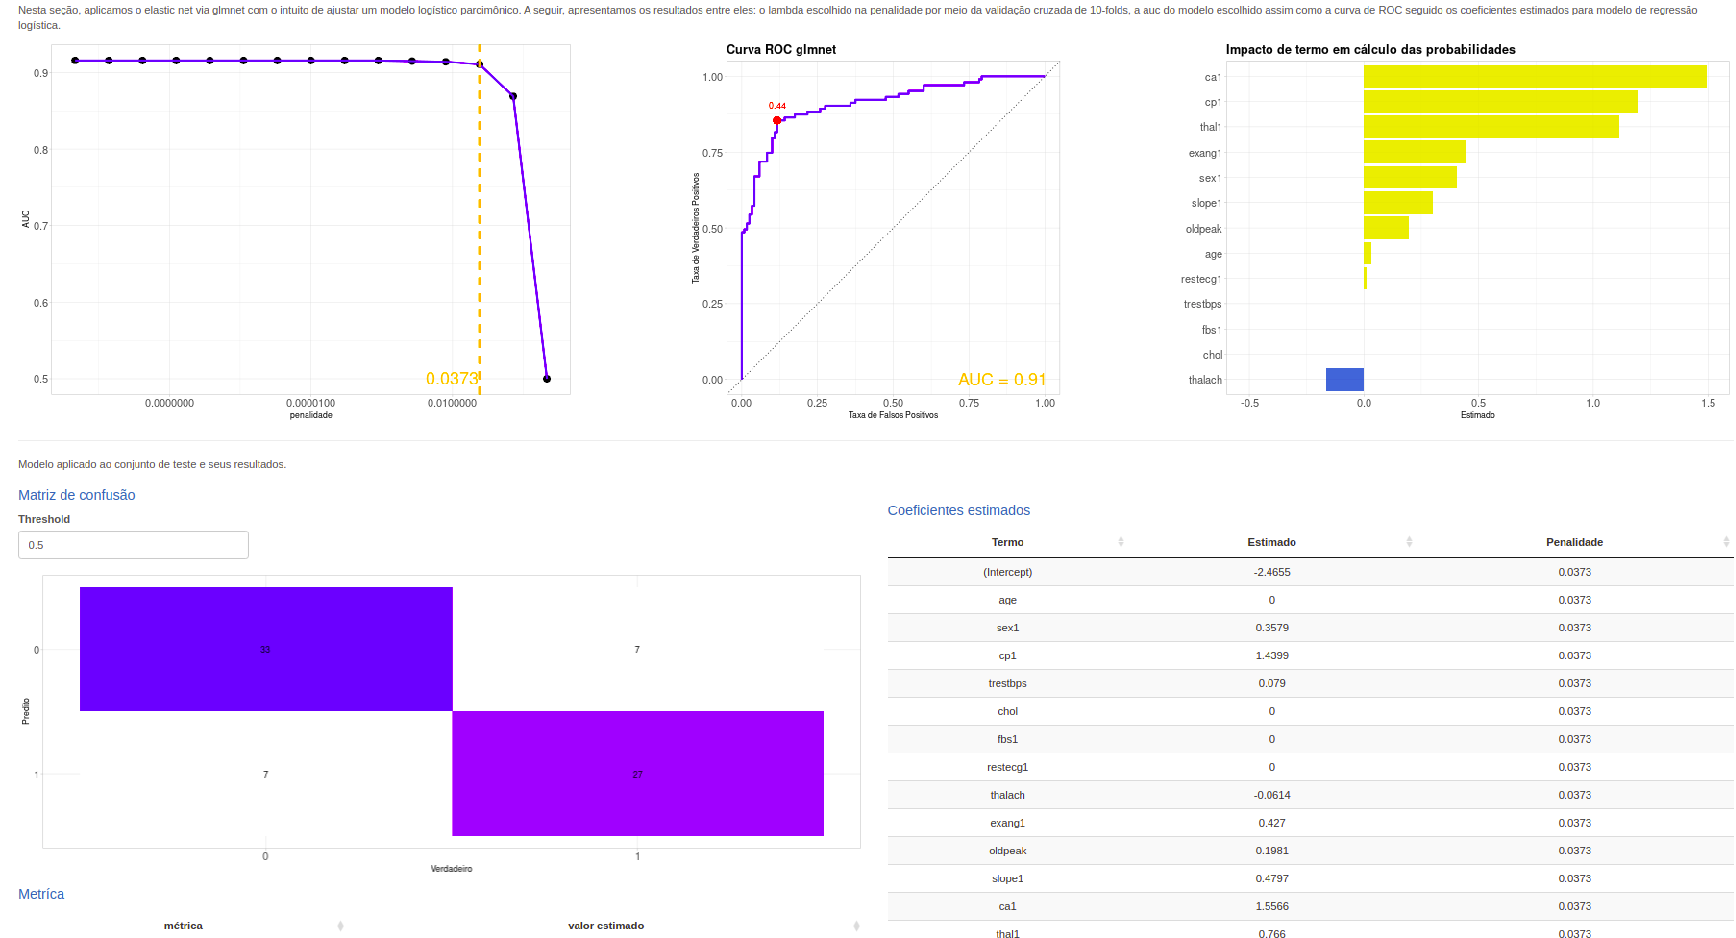 Nesta seção, aplicamos o elastic net via glmnet com o intuito de ajustar um modelo logístico parcimônico. A seguir, apresentamos os resultados entre eles: o lambda escolhido na penalidade por meio da validação cruzada de 10-folds, a auc do modelo escolhido assim como a curva de ROC seguido os coeficientes estimados para modelo de regressão
logística.
AUC
0.9
0.8
0.7
0.6
0.5
0.0373
0.0000000
0.0000100
0.0100000
penalidade
Curva ROC glmnet
Taxa de Verdadeiros Positivos
1.00
0.75
0.50
0.25
0.00
0.44
AUC = 0.91
0.00
0.25
0.50
0.75
1.00
Taxa de Falsos Positivos
Impacto de termo em cálculo das probabilidades
ca1
cp1
thal1
exang1
sex1
slope1
oldpeak
age
restecg1
trestbps
fbs1
chol
thalach
-0.5
0.0
0.5
1.0
1.5
Estimado
Modelo aplicado ao conjunto de teste e seus resultados.
Matriz de confusão
Threshold
0.5
Predito
0
33
7
1
7
27
0
1
Verdadeiro
Metríca
métrica valor estimado
Coeficientes estimados
Termo Estimado Penalidade
(Intercept) -2.4655 0.0373
age 0 0.0373
sex1 0.3579 0.0373
cp1 1.4399 0.0373
trestbps 0.079 0.0373
chol 0 0.0373
fbs1 0 0.0373
restecg1 0 0.0373
thalach -0.0614 0.0373
exang1 0.427 0.0373
oldpeak 0.1981 0.0373
slope1 0.4797 0.0373
ca1 1.5566 0.0373
thal1 0.766 0.0373